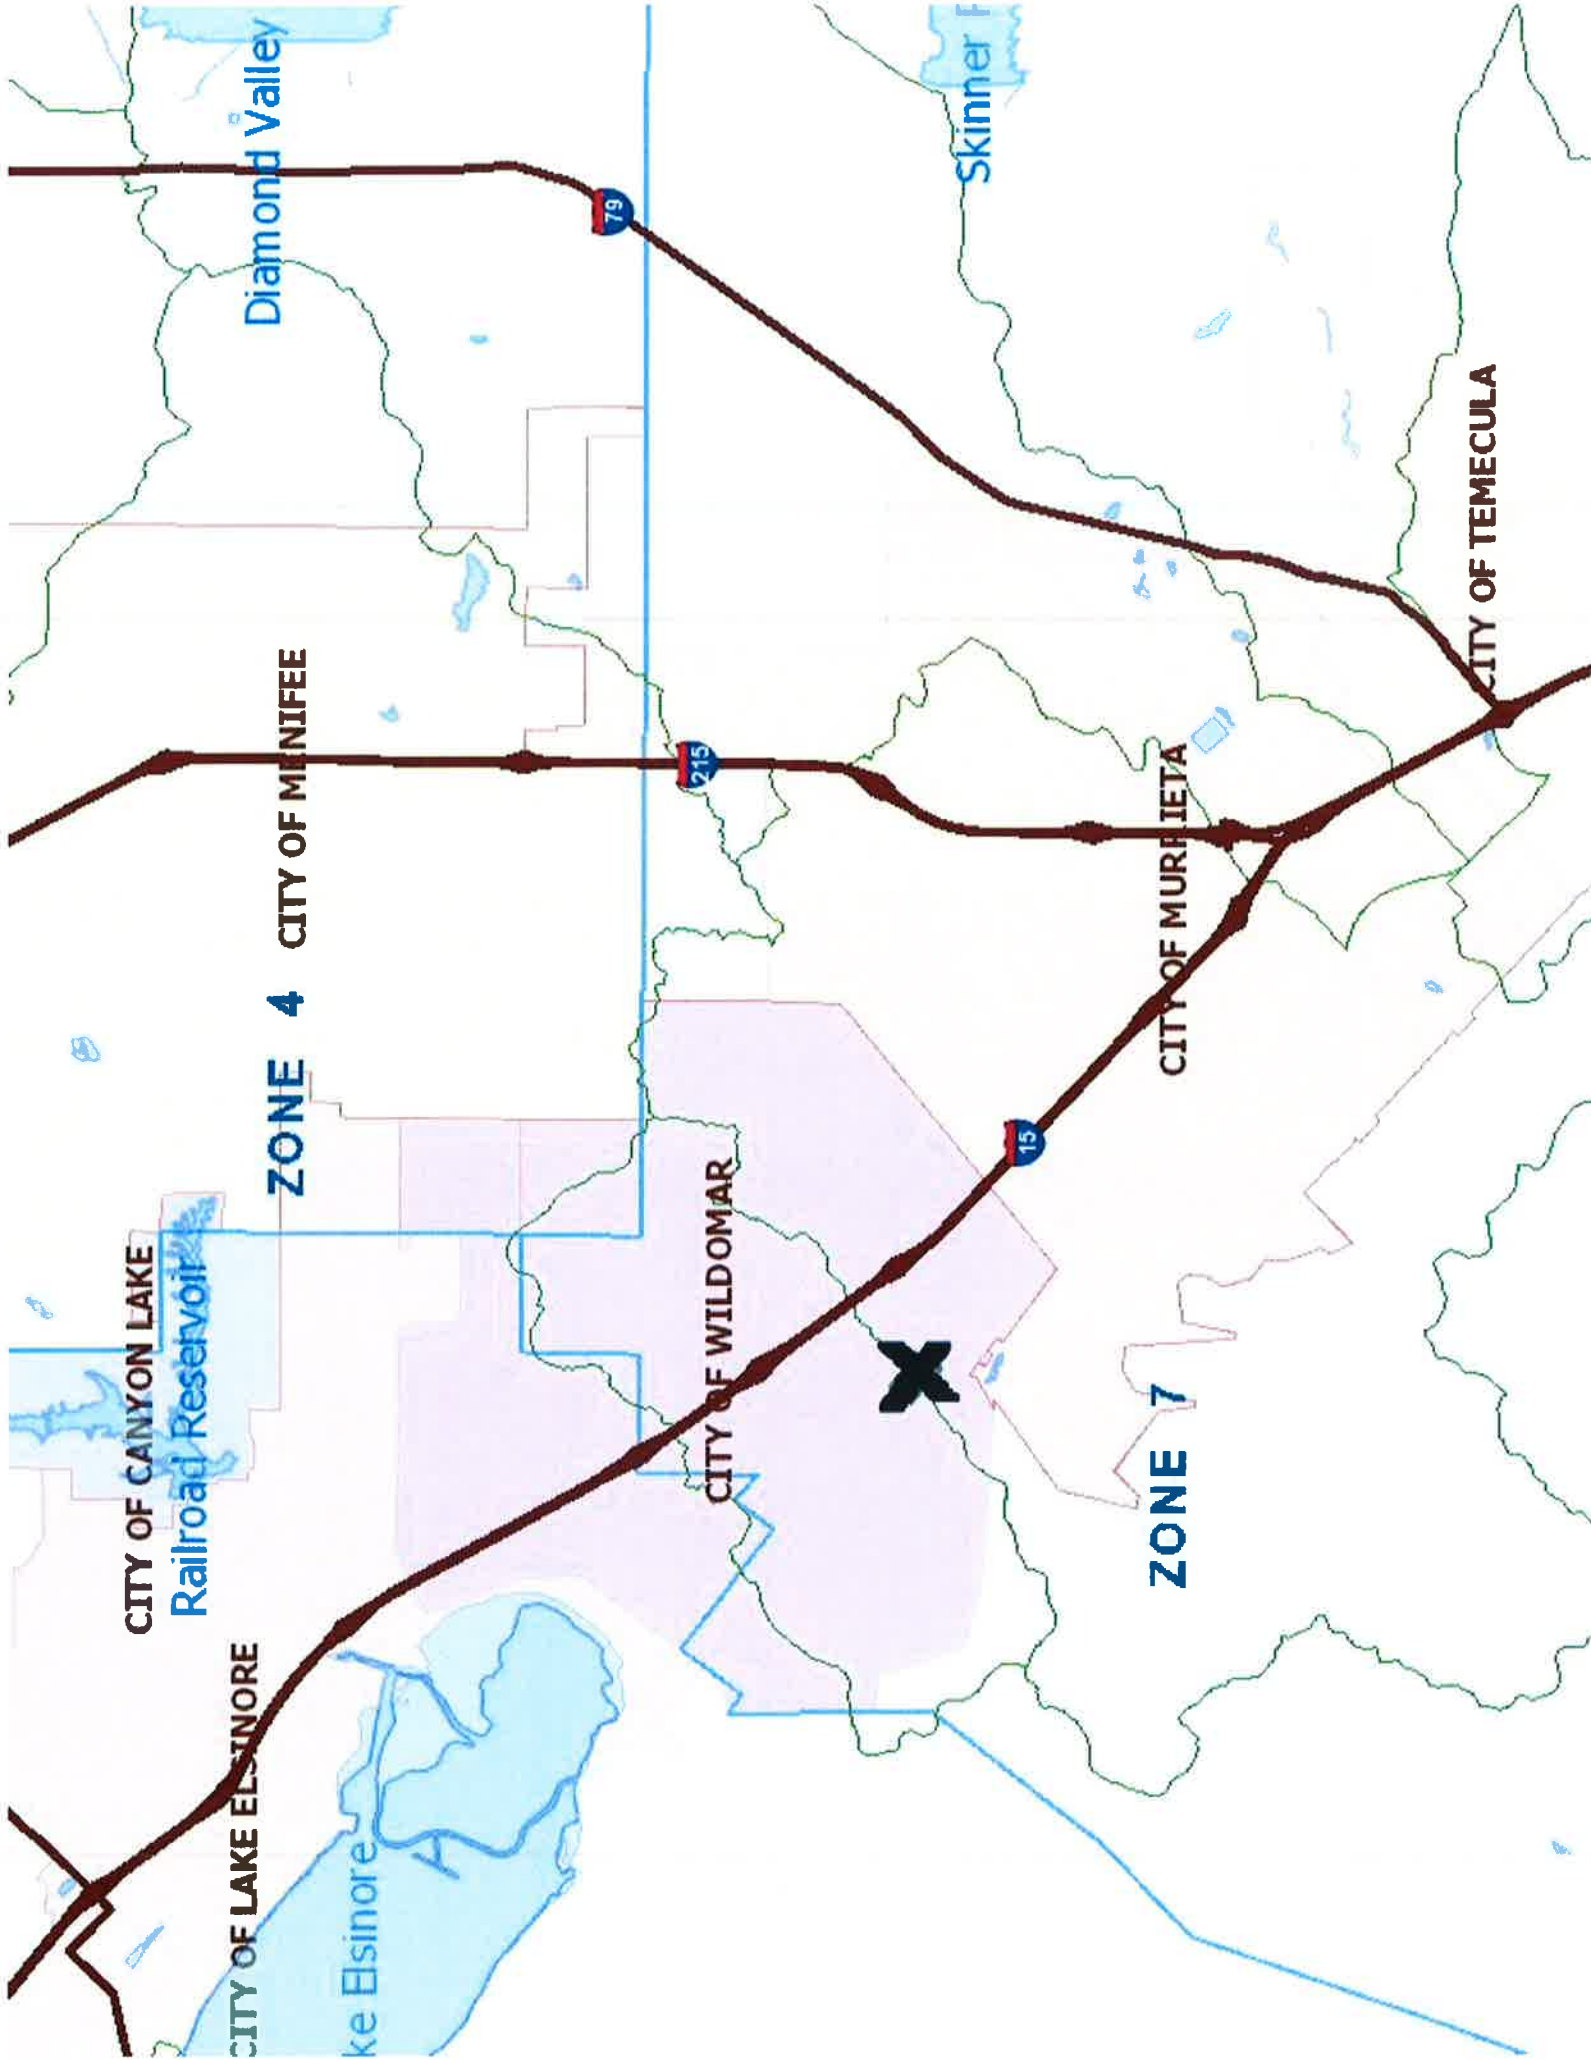 CITY OF CANYON LAKE
Railroad Reservoir
CITY OF LAKE ELSINORE
ke Elsinore
ZONE 4
CITY OF MENIFEE
Diamond Valley
79
215
CITY OF WILDOMAR
15
Skinner
ZONE 7
CITY OF MURRIETA
CITY OF TEMECULA